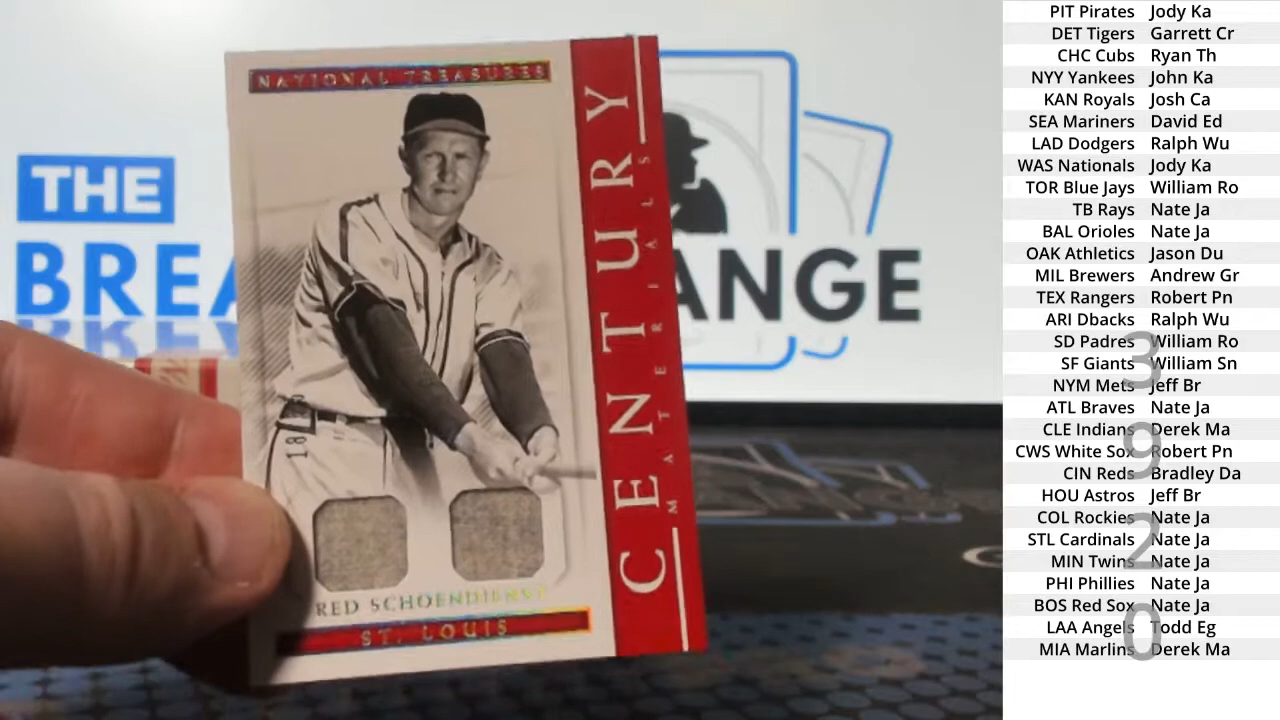 NATIONAL TREASURES
CENTURY
MATERIALS
RED SCHOENDIENST
ST. LOUIS
18
THE
BREA
ANGE
PIT Pirates Jody Ka
DET Tigers Garrett Cr
CHC Cubs Ryan Th
NYY Yankees John Ka
KAN Royals Josh Ca
SEA Mariners David Ed
LAD Dodgers Ralph Wu
WAS Nationals Jody Ka
TOR Blue Jays William Ro
TB Rays Nate Ja
BAL Orioles Nate Ja
OAK Athletics Jason Du
MIL Brewers Andrew Gr
TEX Rangers Robert Pn
ARI Dbacks Ralph Wu
SD Padres William Ro
SF Giants William Sn
NYM Mets Jeff Br
ATL Braves Nate Ja
CLE Indians Derek Ma
CWS White Sox Robert Pn
CIN Reds Bradley Da
HOU Astros Jeff Br
COL Rockies Nate Ja
STL Cardinals Nate Ja
MIN Twins Nate Ja
PHI Phillies Nate Ja
BOS Red Sox Nate Ja
LAA Angels Todd Eg
MIA Marlins Derek Ma
3
9
2
0